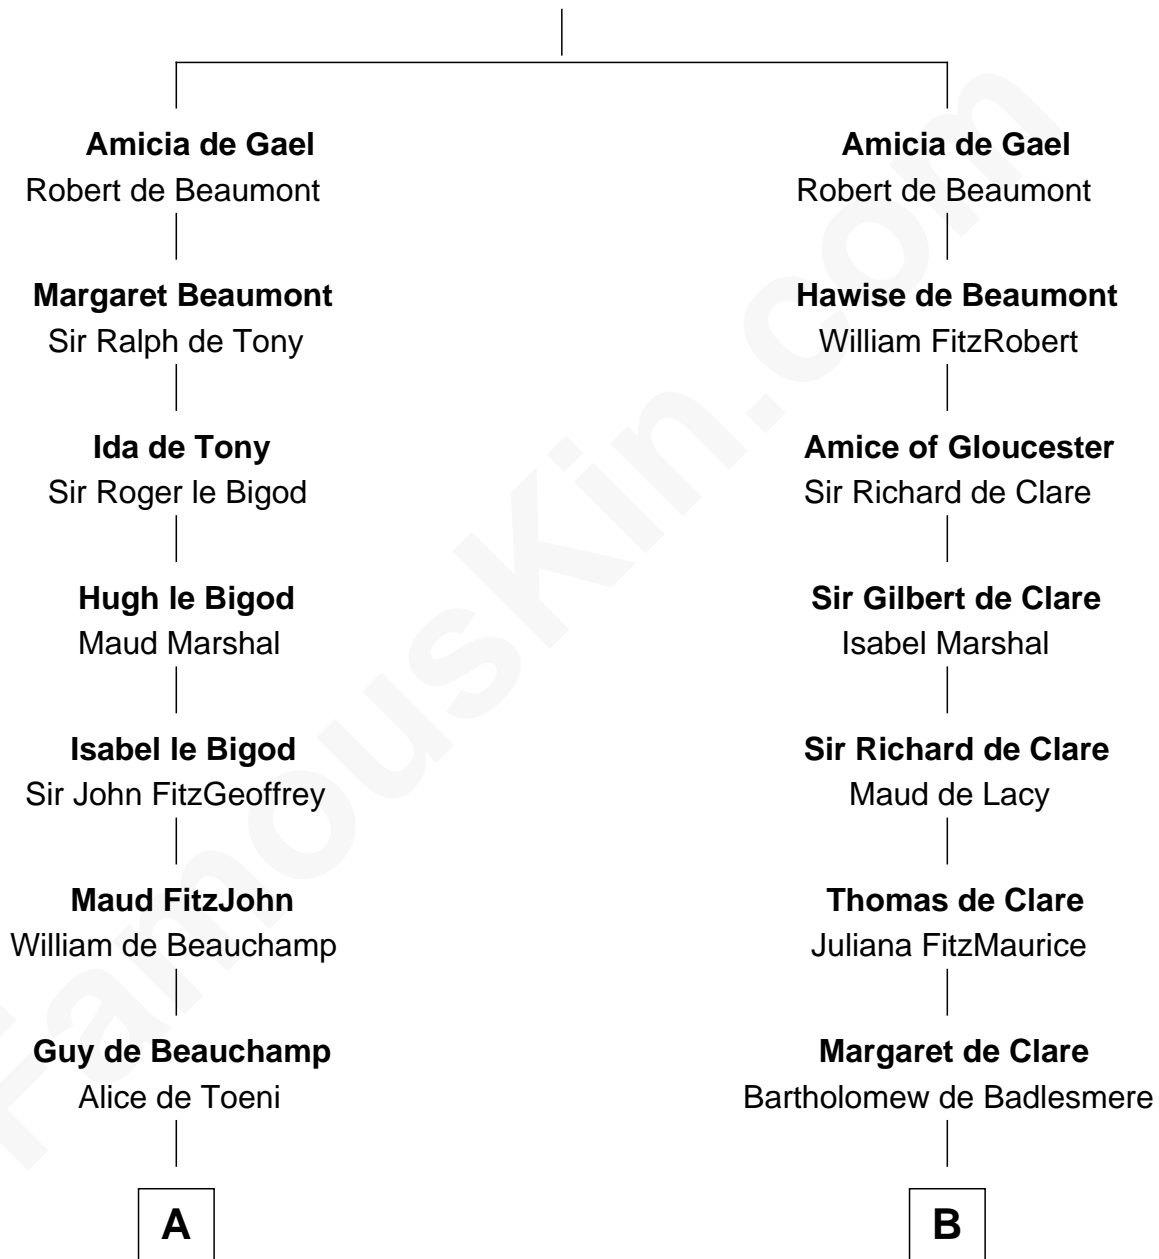 Amicia de Gael
Robert de Beaumont
Margaret Beaumont
Sir Ralph de Tony
Ida de Tony
Sir Roger le Bigod
Hugh le Bigod
Maud Marshal
Isabel le Bigod
Sir John FitzGeoffrey
Maud FitzJohn
William de Beauchamp
Guy de Beauchamp
Alice de Toeni
A
Amicia de Gael
Robert de Beaumont
Hawise de Beaumont
William FitzRobert
Amice of Gloucester
Sir Richard de Clare
Sir Gilbert de Clare
Isabel Marshal
Sir Richard de Clare
Maud de Lacy
Thomas de Clare
Juliana FitzMaurice
Margaret de Clare
Bartholomew de Badlesmere
B
FamousKin.com